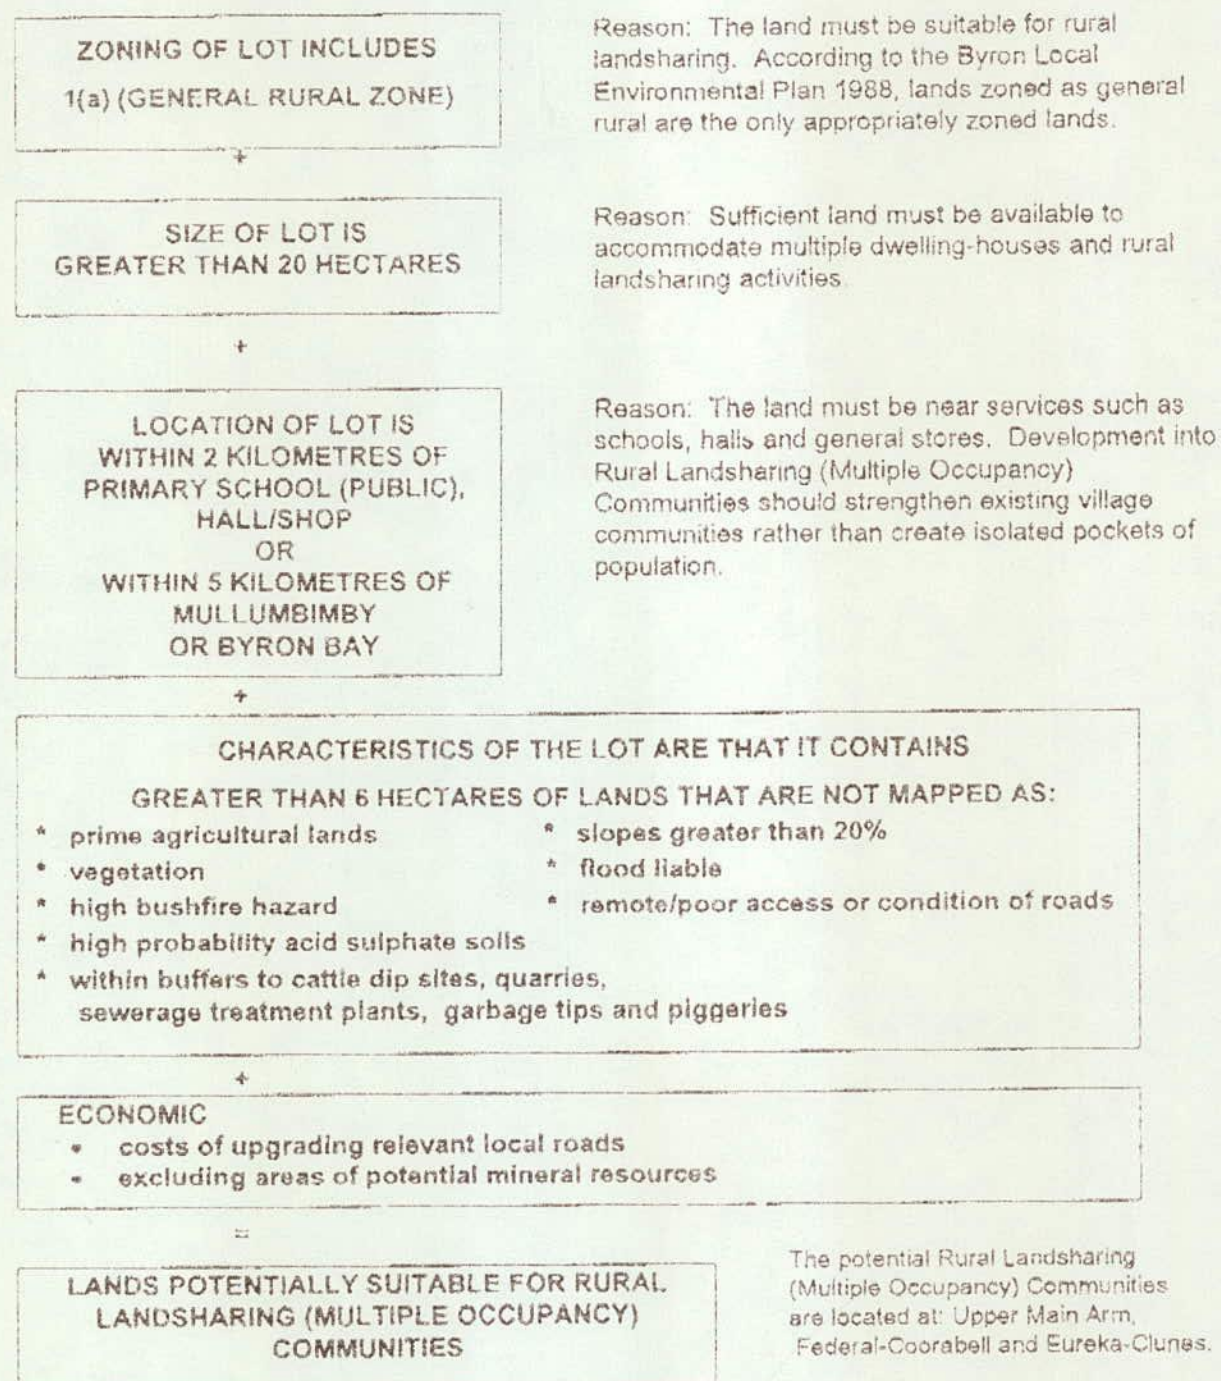 ZONING OF LOT INCLUDES
1(a) (GENERAL RURAL ZONE)
Reason: The land must be suitable for rural
landsharing. According to the Byron Local
Environmental Plan 1988, lands zoned as general
rural are the only appropriately zoned lands.
+
SIZE OF LOT IS
GREATER THAN 20 HECTARES
Reason: Sufficient land must be available to
accommodate multiple dwelling-houses and rural
landsharing activities.
+
LOCATION OF LOT IS
WITHIN 2 KILOMETRES OF
PRIMARY SCHOOL (PUBLIC),
HALL/SHOP
OR
WITHIN 5 KILOMETRES OF
MULLUMBIMBY
OR BYRON BAY
Reason: The land must be near services such as
schools, halls and general stores. Development into
Rural Landsharing (Multiple Occupancy)
Communities should strengthen existing village
communities rather than create isolated pockets of
population.
+
CHARACTERISTICS OF THE LOT ARE THAT IT CONTAINS
GREATER THAN 6 HECTARES OF LANDS THAT ARE NOT MAPPED AS:
* prime agricultural lands
* vegetation
* high bushfire hazard
* high probability acid sulphate soils
* within buffers to cattle dip sites, quarries,
sewerage treatment plants, garbage tips and piggeries
* slopes greater than 20%
* flood liable
* remote/poor access or condition of roads
+
ECONOMIC
• costs of upgrading relevant local roads
• excluding areas of potential mineral resources
=
LANDS POTENTIALLY SUITABLE FOR RURAL
LANDSHARING (MULTIPLE OCCUPANCY)
COMMUNITIES
The potential Rural Landsharing
(Multiple Occupancy) Communities
are located at: Upper Main Arm,
Federal-Coorabell and Eureka-Clunes.